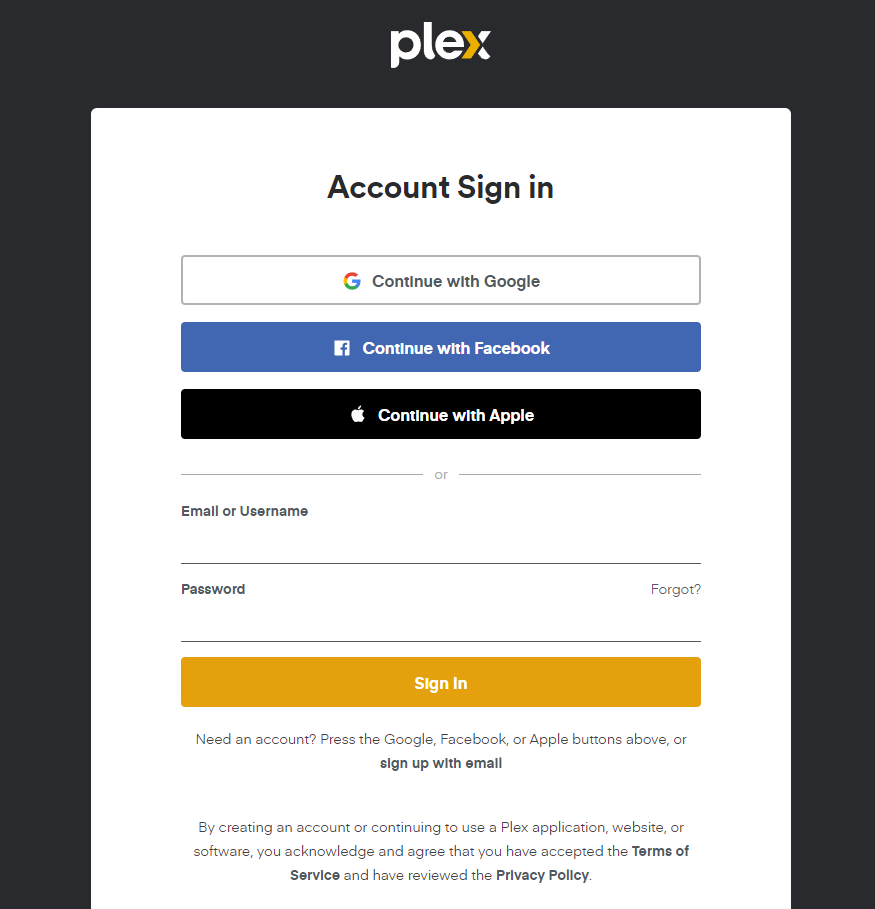 plex
Account Sign in
Continue with Google
Continue with Facebook
Continue with Apple
or
Email or Username
Password
Forgot?
Sign In
Need an account? Press the Google, Facebook, or Apple buttons above, or
sign up with email
By creating an account or continuing to use a Plex application, website, or
software, you acknowledge and agree that you have accepted the Terms of
Service and have reviewed the Privacy Policy.